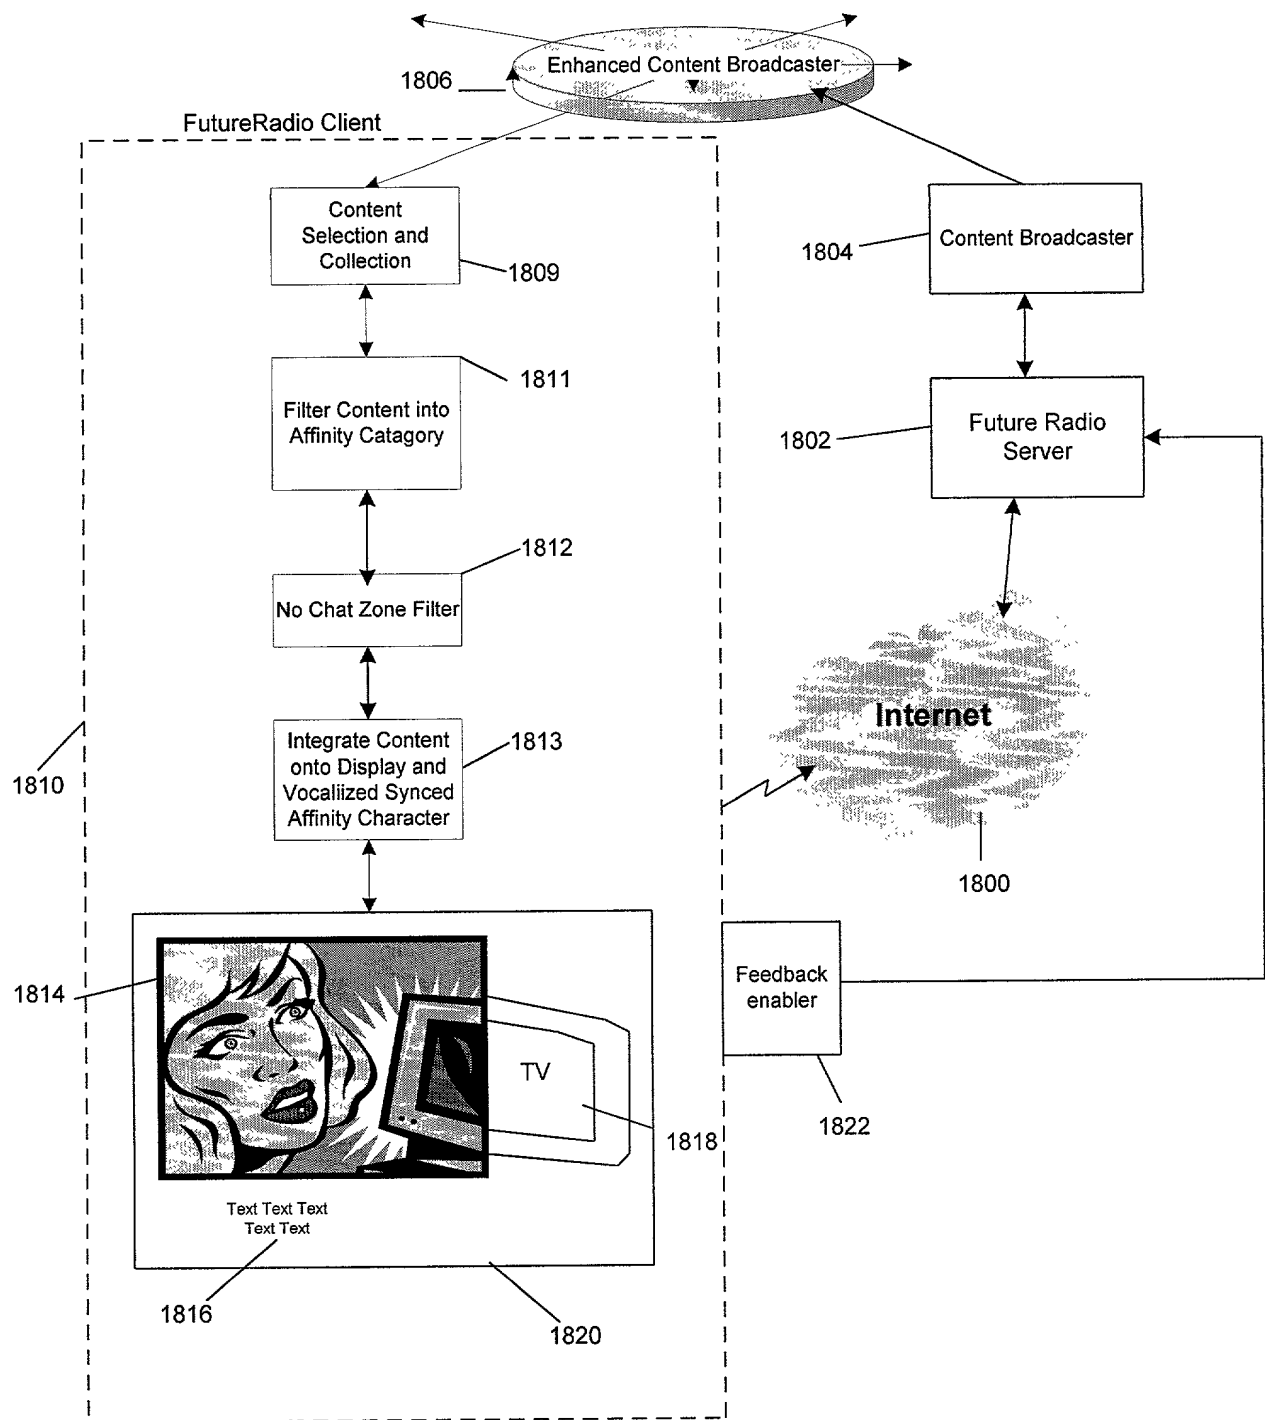 Enhanced Content Broadcaster
1806
FutureRadio Client
Content
Selection and
Collection
1809
Content Broadcaster
1804
Filter Content into
Affinity Catagory
1811
Future Radio
Server
1802
No Chat Zone Filter
1812
Internet
1800
Integrate Content
onto Display and
Vocaliized Synced
Affinity Character
1813
1810
Feedback
enabler
1822
1814
TV
1818
Text Text Text
Text Text
1816
1820